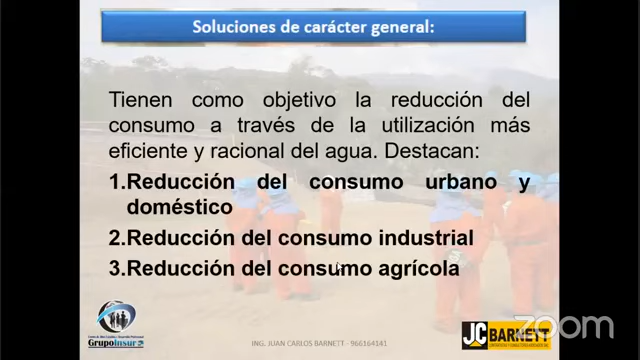 Soluciones de carácter general:
Tienen como objetivo la reducción del
consumo a través de la utilización más
eficiente y racional del agua. Destacan:
1.Reducción del consumo urbano y
doméstico
2.Reducción del consumo industrial
3.Reducción del consumo agrícola
GrupoInsur
ING. JUAN CARLOS BARNETT - 966164141
JC BARNETT
zoom